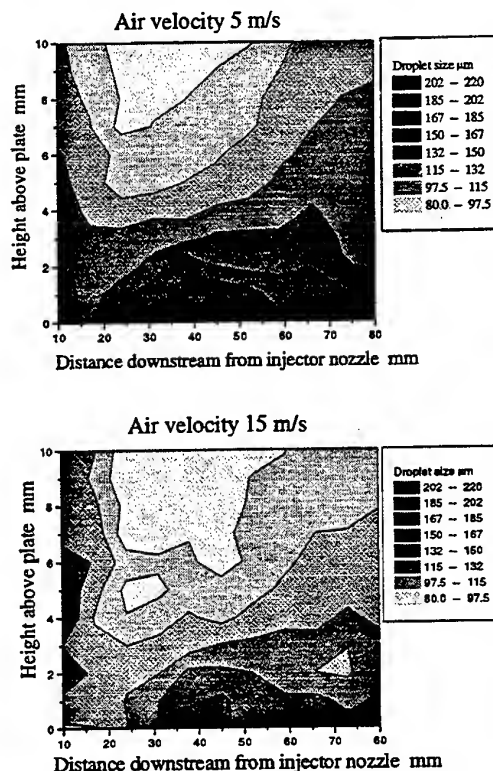 Air velocity 5 m/s
Height above plate mm
10
8
6
4
2
0
10 20 30 40 50 60 70 80
Distance downstream from injector nozzle mm
Droplet size µm
202 – 220
185 – 202
167 – 185
150 – 167
132 – 150
115 – 132
97.5 – 115
80.0 – 97.5
Air velocity 15 m/s
Height above plate mm
10
8
6
4
2
0
10 20 30 40 50 60 70 80
Distance downstream from injector nozzle mm
Droplet size µm
202 – 220
185 – 202
167 – 185
150 – 167
132 – 150
115 – 132
97.5 – 115
80.0 – 97.5